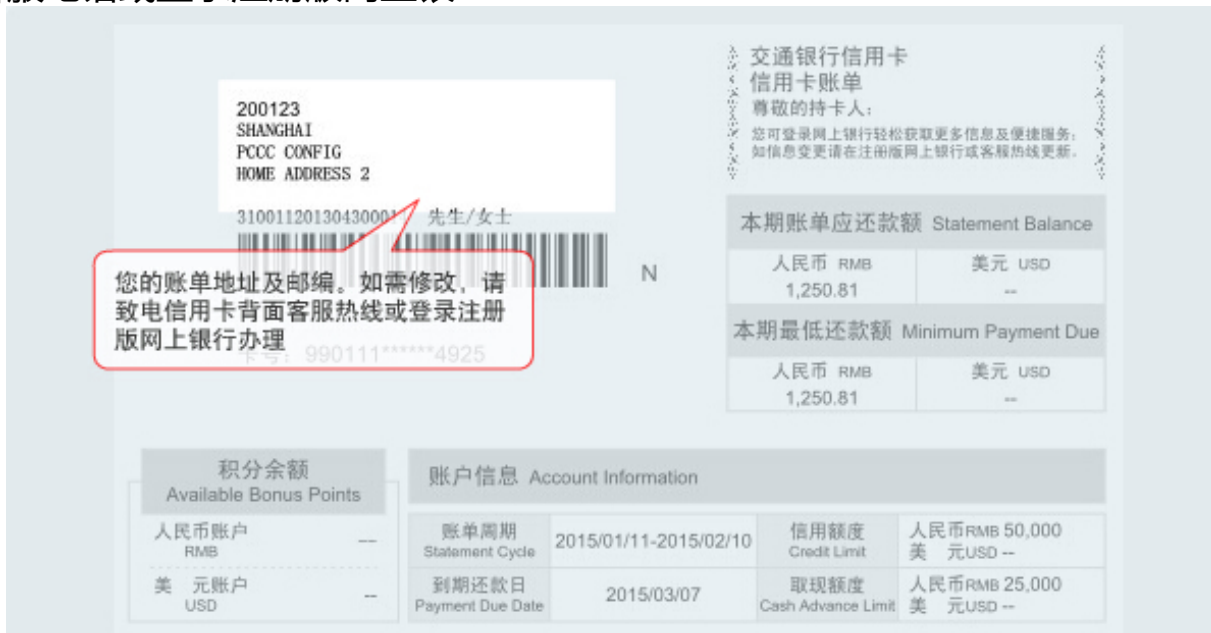 200123
SHANGHAI
PCCC CONFIG
HOME ADDRESS 2
31001120130430001 先生/女士
N
您的账单地址及邮编。如需修改，请
致电信用卡背面客服热线或登录注册
版网上银行办理
卡号：990111******4925
交通银行信用卡
信用卡账单
尊敬的持卡人：
您可登录网上银行轻松获取更多信息及便捷服务；
如信息变更请在注册版网上银行或客服热线更新。
本期账单应还款额 Statement Balance
人民币 RMB 美元 USD
1,250.81 --
本期最低还款额 Minimum Payment Due
人民币 RMB 美元 USD
1,250.81 --
积分余额
Available Bonus Points
人民币账户 --
RMB
美 元账户 --
USD
账户信息 Account Information
账单周期 2015/01/11-2015/02/10 信用额度 人民币RMB 50,000
Statement Cycle Credit Limit 美 元USD --
到期还款日 2015/03/07 取现额度 人民币RMB 25,000
Payment Due Date Cash Advance Limit 美 元USD --